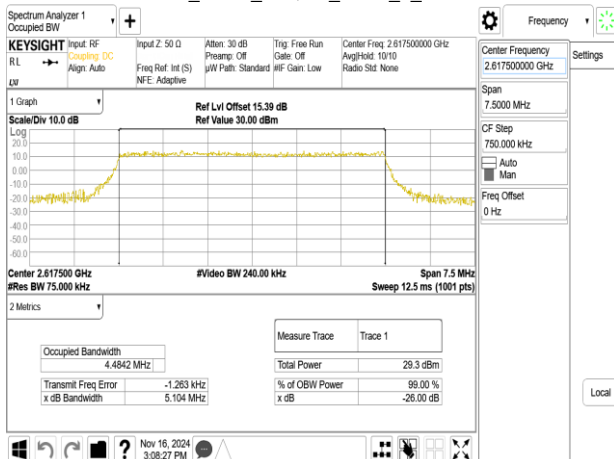 Spectrum Analyzer 1
Occupied BW
Frequency
KEYSIGHT
RL
LXI
Input: RF
Coupling: DC
Align: Auto
Input Z: 50 Ω
Freq Ref: Int (S)
NFE: Adaptive
Atten: 30 dB
Preamp: Off
µW Path: Standard
Trig: Free Run
Gate: Off
#IF Gain: Low
Center Freq: 2.617500000 GHz
Avg|Hold: 10/10
Radio Std: None
Center Frequency
2.617500000 GHz
Settings
Span
7.5000 MHz
CF Step
750.000 kHz
Auto
Man
Freq Offset
0 Hz
1 Graph
Scale/Div 10.0 dB
Ref Lvl Offset 15.39 dB
Ref Value 30.00 dBm
Log
20.0
10.0
0.00
-10.0
-20.0
-30.0
-40.0
-50.0
-60.0
Center 2.617500 GHz
#Res BW 75.000 kHz
#Video BW 240.00 kHz
Span 7.5 MHz
Sweep 12.5 ms (1001 pts)
2 Metrics
Measure Trace Trace 1
Occupied Bandwidth
4.4842 MHz
Total Power 29.3 dBm
Transmit Freq Error -1.263 kHz
% of OBW Power 99.00 %
x dB Bandwidth 5.104 MHz
x dB -26.00 dB
Local
Nov 16, 2024
3:08:27 PM